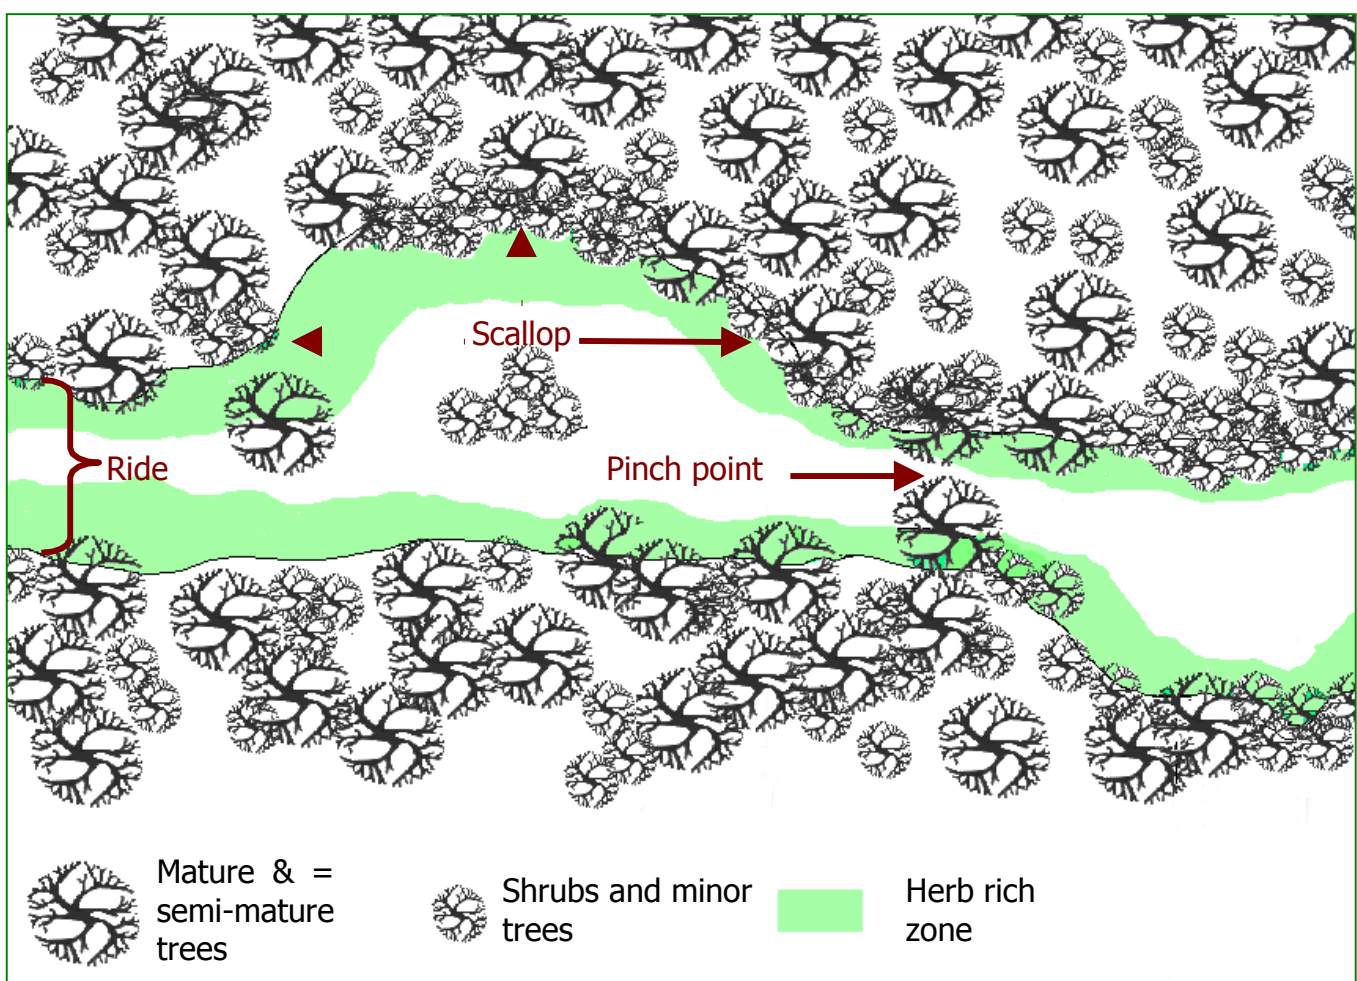 Scallop
Ride
Pinch point
Mature & =
semi-mature
trees
Shrubs and minor
trees
Herb rich
zone